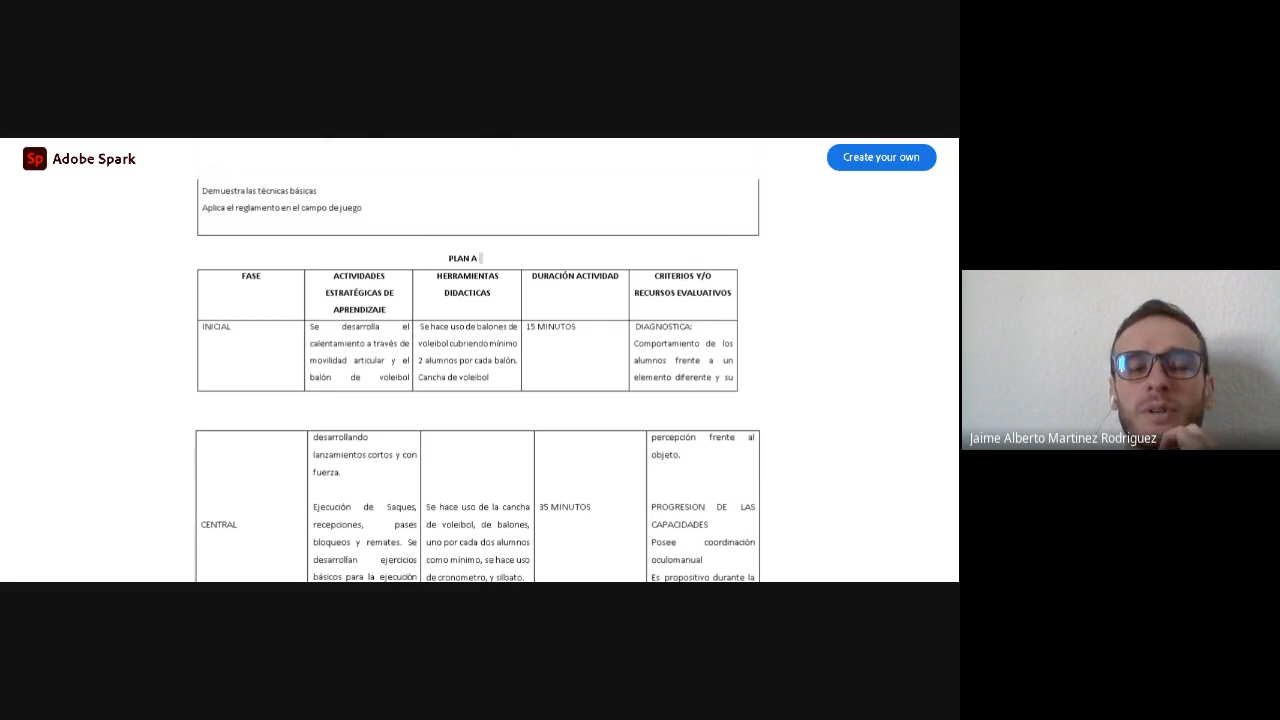 Sp Adobe Spark
Create your own
Demuestra las técnicas básicas
Aplica el reglamento en el campo de juego
PLAN A
FASE
ACTIVIDADES
ESTRATÉGICAS DE
APRENDIZAJE
HERRAMIENTAS
DIDACTICAS
DURACIÓN ACTIVIDAD
CRITERIOS Y/O
RECURSOS EVALUATIVOS
INICIAL
Se desarrolla el
calentamiento a través de
movilidad articular y el
balón de voleibol
Se hace uso de balones de
voleibol cubriendo mínimo
2 alumnos por cada balón.
Cancha de voleibol
15 MINUTOS
DIAGNOSTICA:
Comportamiento de los
alumnos frente a un
elemento diferente y su
desarrollando
lanzamientos cortos y con
fuerza.
percepción frente al
objeto.
CENTRAL
Ejecución de Saques,
recepciones, pases
bloqueos y remates. Se
desarrollan ejercicios
básicos para la ejecución
Se hace uso de la cancha
de voleibol, de balones,
uno por cada dos alumnos
como mínimo, se hace uso
de cronometro, y silbato.
35 MINUTOS
PROGRESION DE LAS
CAPACIDADES
Posee coordinación
oculomanual
Es propositivo durante la
Jaime Alberto Martinez Rodriguez